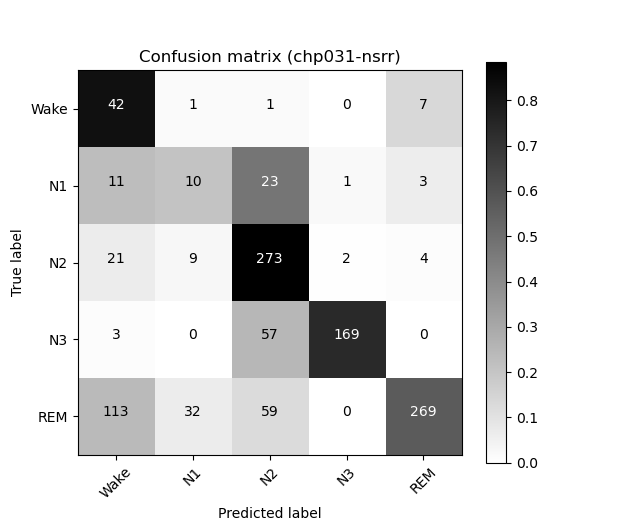 Confusion matrix (chp031-nsrr)
Wake 42 1 1 0 7
N1 11 10 23 1 3
N2 21 9 273 2 4
N3 3 0 57 169 0
REM 113 32 59 0 269
Wake N1 N2 N3 REM
True label
Predicted label
0.8
0.7
0.6
0.5
0.4
0.3
0.2
0.1
0.0